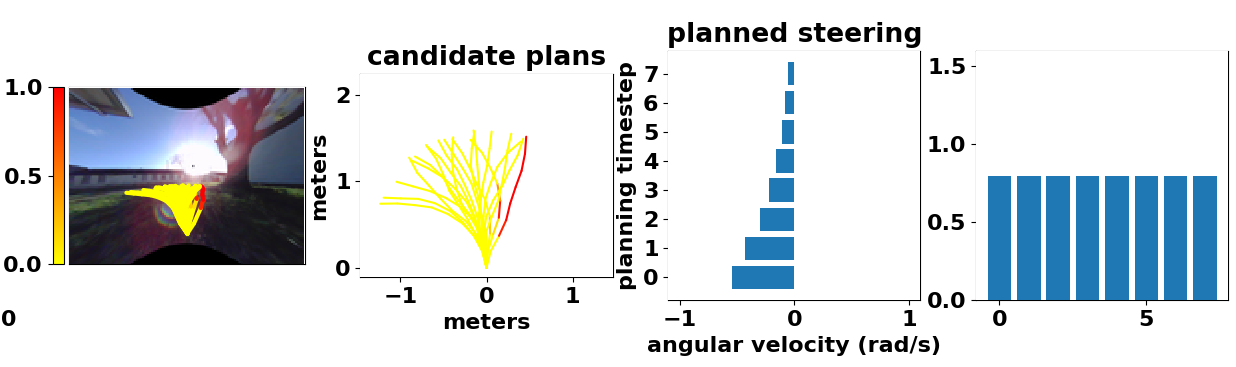 1.0
0.5
0.0
0
candidate plans
meters
2
1
0
−1 0 1
meters
planned steering
planning timestep
7
6
5
4
3
2
1
0
−1 0 1
angular velocity (rad/s)
1.5
1.0
0.5
0.0
0 5